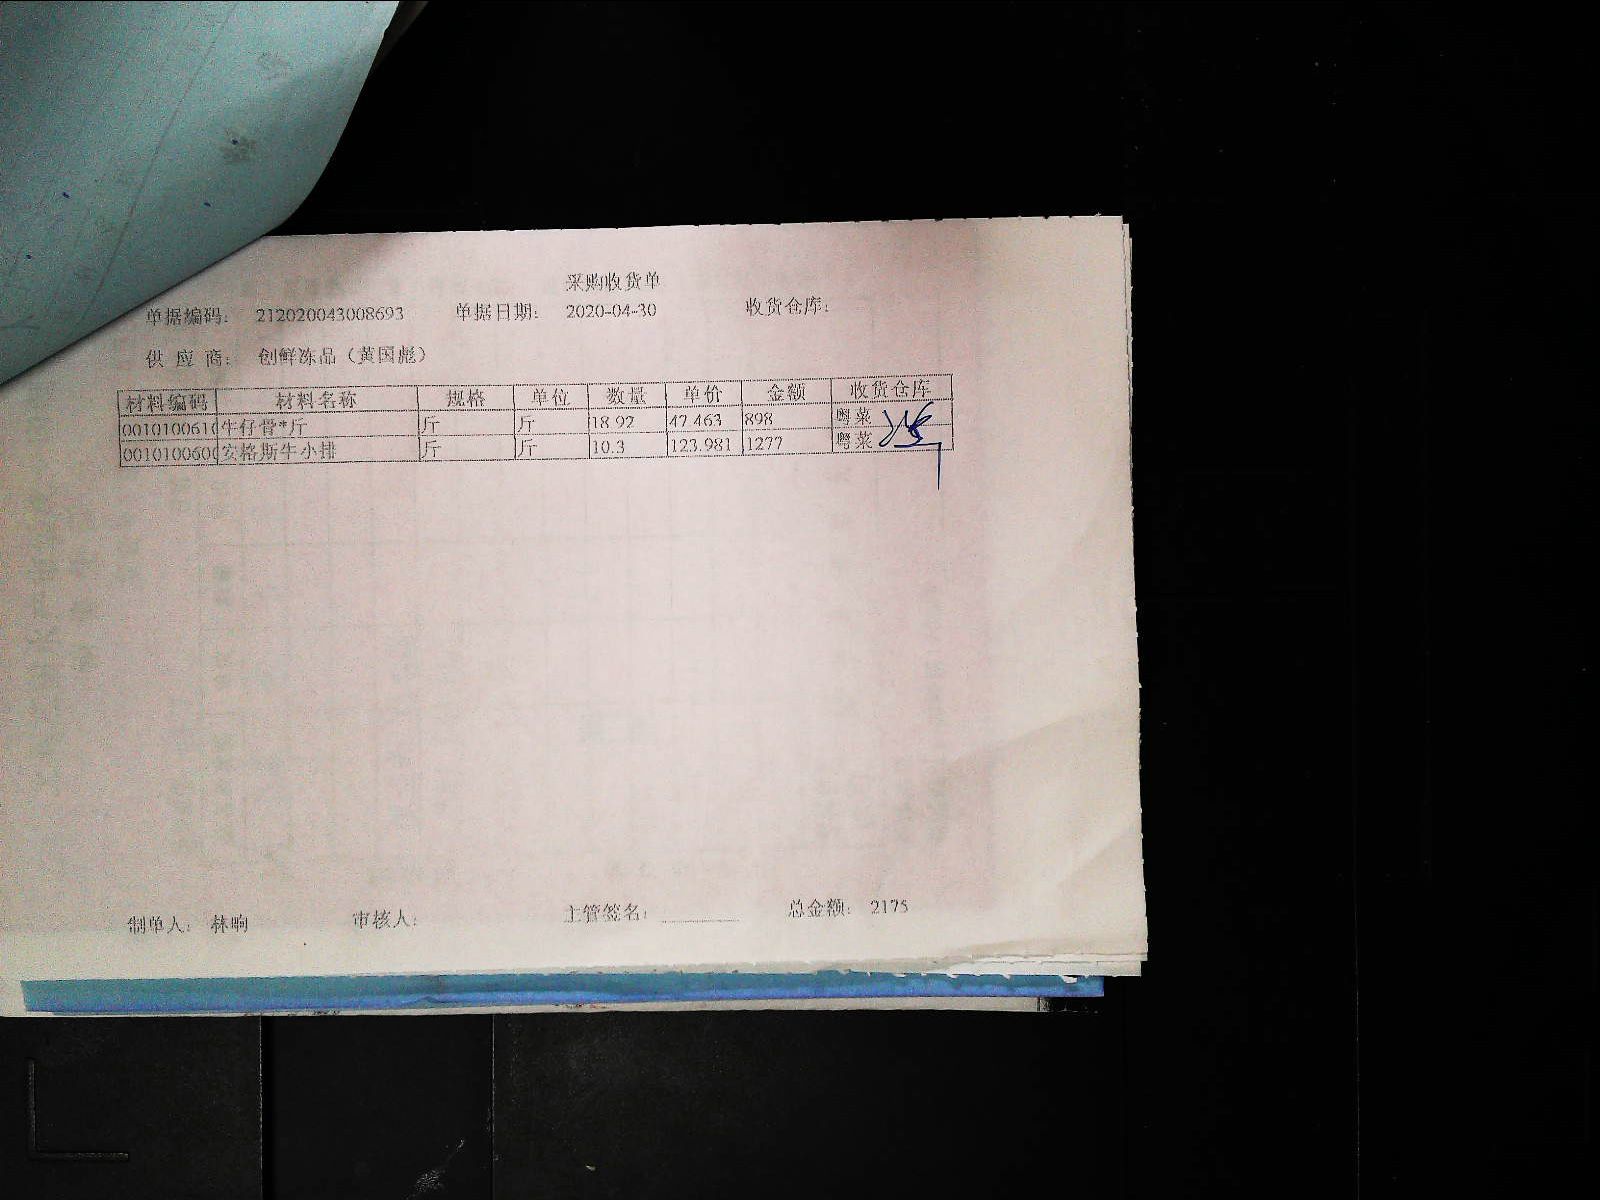 采购收货单
单据编码： 212020043008693 单据日期： 2020-04-30 收货仓库：
供 应 商： 创鲜冻品（黄国彪）
材料编码 材料名称 规格 单位 数量 单价 金额 收货仓库
0010100610 牛仔骨*斤 斤 斤 18.92 47.463 898 粤菜
0010100600 安格斯牛小排 斤 斤 10.3 123.981 1277 粤菜
制单人： 林晌 审核人： 主管签名： 总金额： 2175